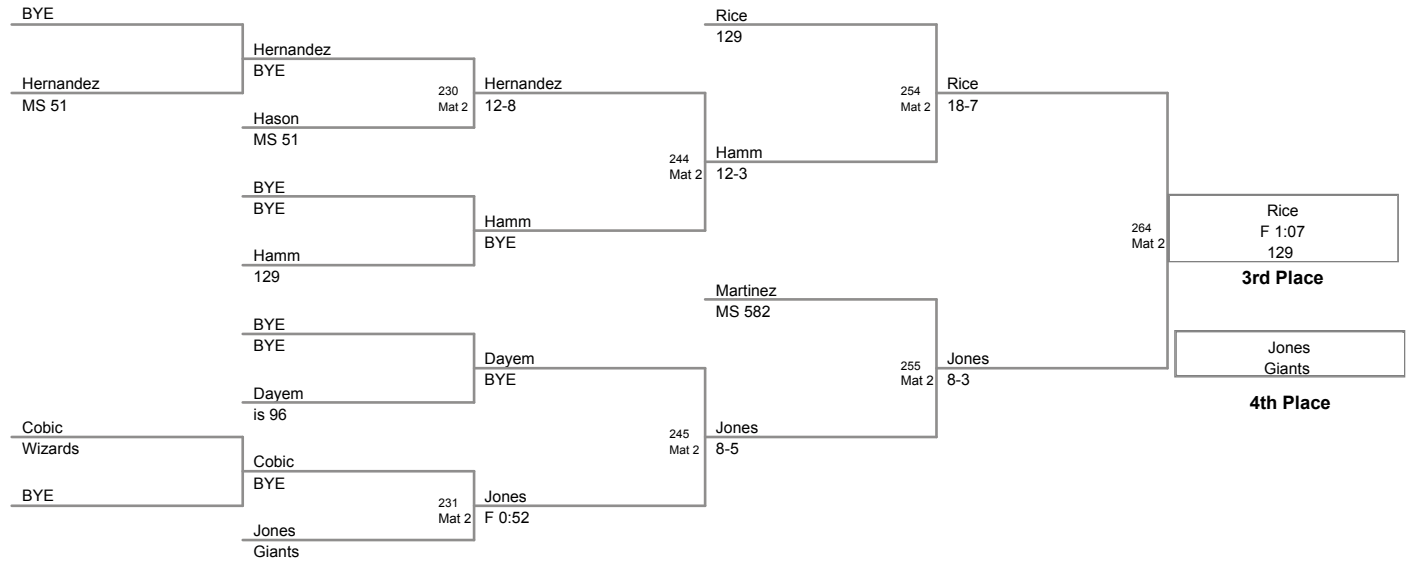 BYE
Hernandez
MS 51
Hernandez
BYE
Hason
MS 51
BYE
BYE
Hamm
129
BYE
BYE
Dayem
is 96
Cobic
Wizards
BYE
Cobic
BYE
Jones
Giants
230
Mat 2
Hernandez
12-8
Hamm
BYE
Dayem
BYE
231
Mat 2
Jones
F 0:52
Rice
129
244
Mat 2
Hamm
12-3
Martinez
MS 582
245
Mat 2
Jones
8-5
254
Mat 2
Rice
18-7
255
Mat 2
Jones
8-3
264
Mat 2
Rice
F 1:07
129
3rd Place
Jones
Giants
4th Place